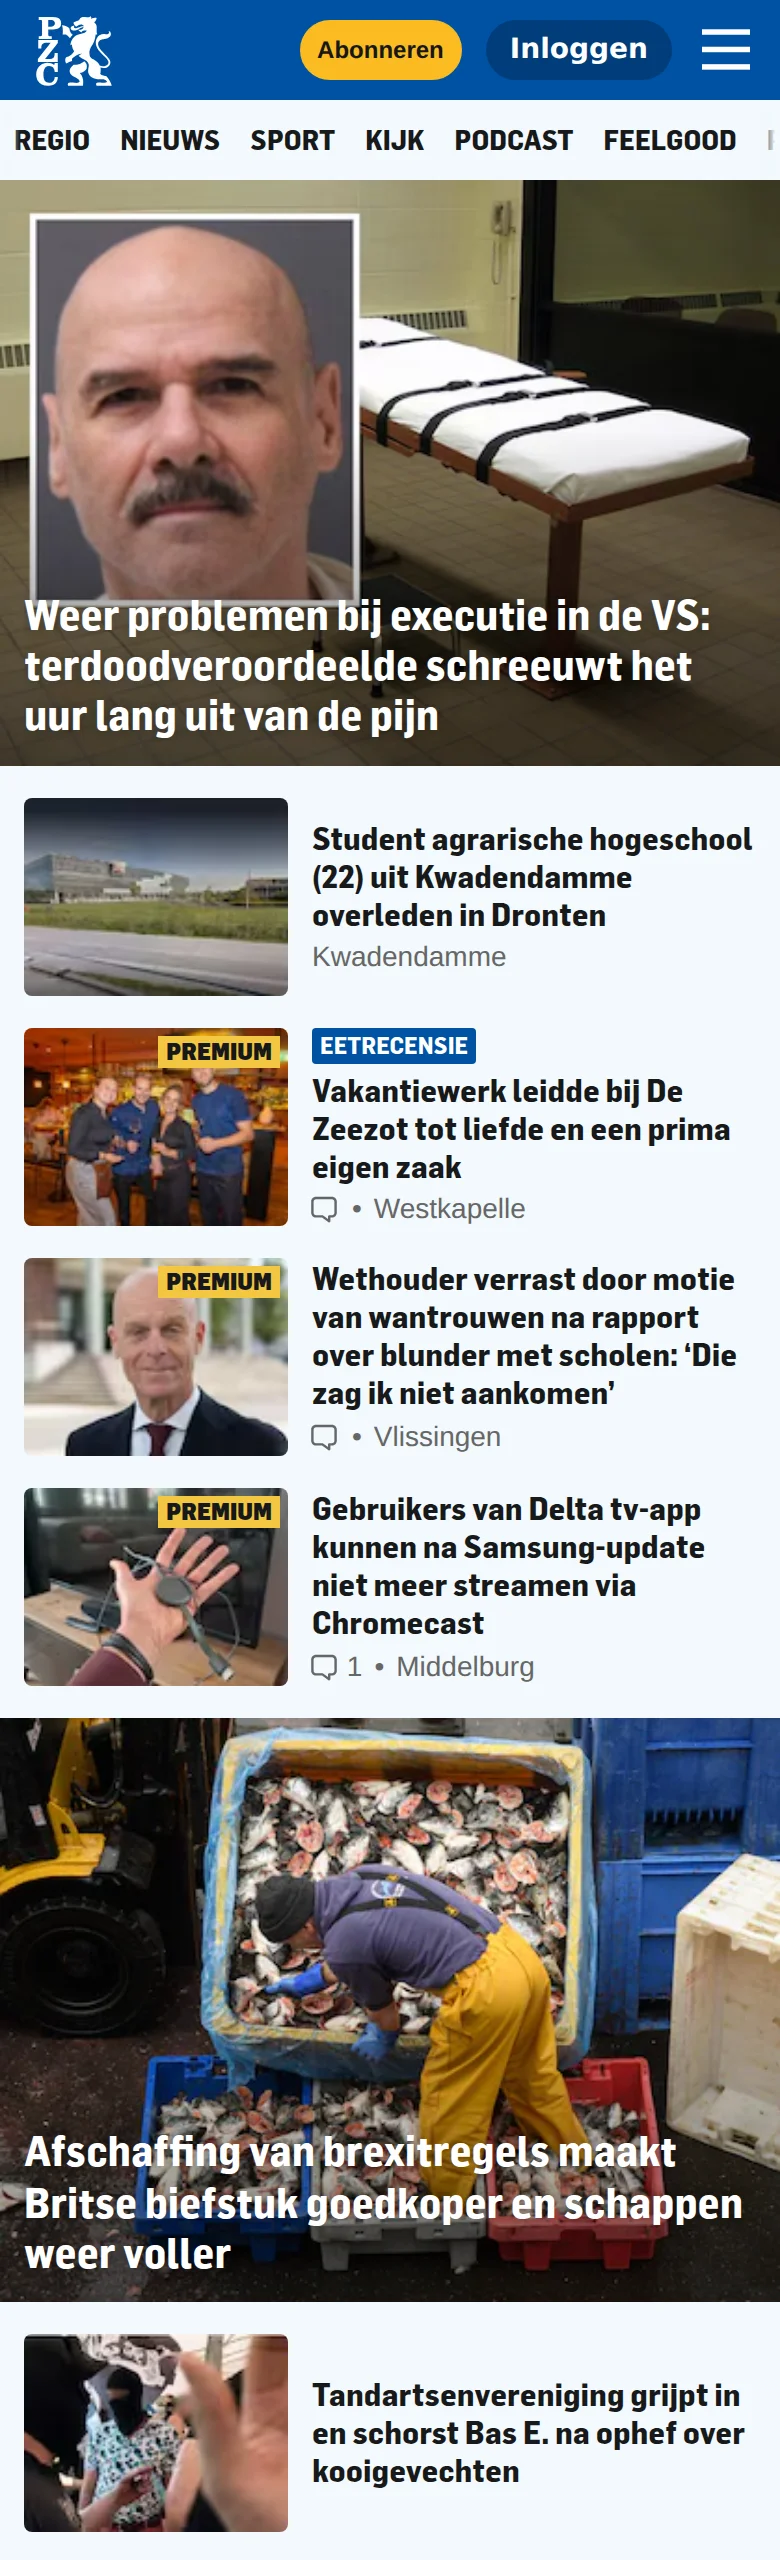 PZC
Abonneren
Inloggen
REGIO NIEUWS SPORT KIJK PODCAST FEELGOOD
Weer problemen bij executie in de VS:
terdoodveroordeelde schreeuwt het
uur lang uit van de pijn
Student agrarische hogeschool
(22) uit Kwadendamme
overleden in Dronten
Kwadendamme
PREMIUM
EETRECENSIE
Vakantiewerk leidde bij De
Zeezot tot liefde en een prima
eigen zaak
• Westkapelle
PREMIUM
Wethouder verrast door motie
van wantrouwen na rapport
over blunder met scholen: ‘Die
zag ik niet aankomen’
• Vlissingen
PREMIUM
Gebruikers van Delta tv-app
kunnen na Samsung-update
niet meer streamen via
Chromecast
1 • Middelburg
Afschaffing van brexitregels maakt
Britse biefstuk goedkoper en schappen
weer voller
Tandartsenvereniging grijpt in
en schorst Bas E. na ophef over
kooigevechten